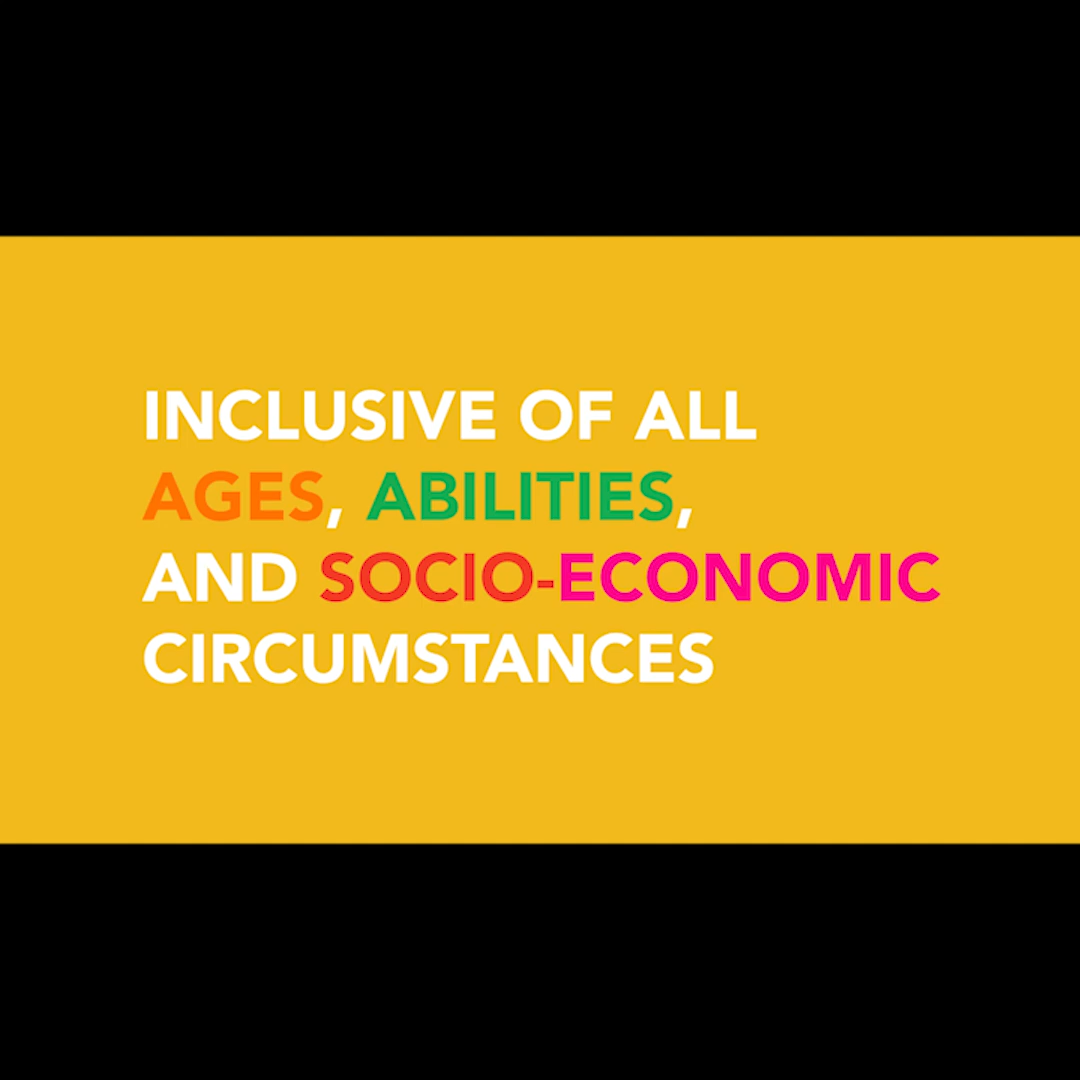 INCLUSIVE OF ALL
AGES, ABILITIES,
AND SOCIO-ECONOMIC
CIRCUMSTANCES